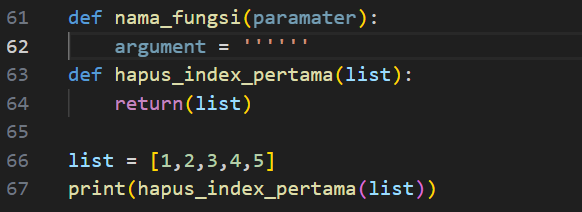 61 def nama_fungsi(paramater):
62 argument = ''''''
63 def hapus_index_pertama(list):
64 return(list)
65
66 list = [1,2,3,4,5]
67 print(hapus_index_pertama(list))